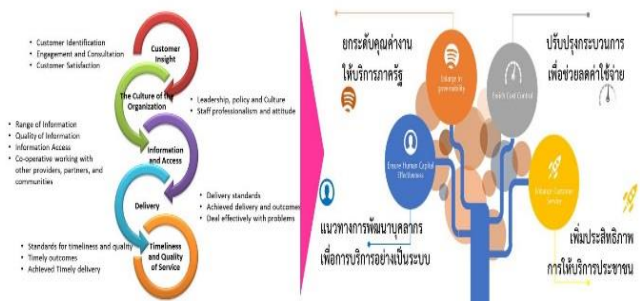 Customer Identification
Engagement and Consultation
Customer Satisfaction
Customer
Insight
The Culture of the
Organization
Leadership, policy and Culture
Staff professionalism and attitude
Range of Information
Quality of Information
Information Access
Co-operative working with
other providers, partners, and
communities
Information
and Access
Delivery
Delivery standards
Achieved delivery and outcomes
Deal effectively with problems
Standards for timeliness and quality
Timely outcomes
Achieved Timely delivery
Timeliness
and Quality
of Service
ยกระดับคุณค่างาน
ให้บริการภาครัฐ
ปรับปรุงกระบวนการ
เพื่อช่วยลดค่าใช้จ่าย
Enlarge in
governability
Cost Control
Ensure Human Capital
Effectiveness
Enhance Customer
Service
แนวทางการพัฒนาบุคลากร
เพื่อการบริการอย่างเป็นระบบ
เพิ่มประสิทธิภาพ
การให้บริการประชาชน